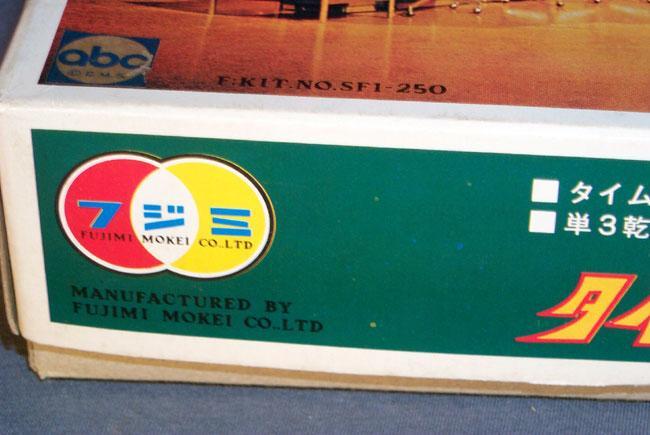 abc
© E.M.S.
F:KIT.NO.SF1-250
フジミ
FUJIMI MOKEI CO.,LTD
MANUFACTURED BY
FUJIMI MOKEI CO.,LTD
■タイム
■単3乾
タイ